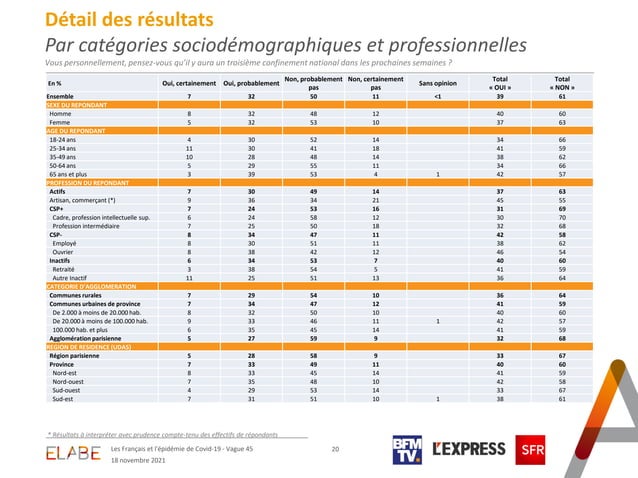 Détail des résultats
Par catégories sociodémographiques et professionnelles
Vous personnellement, pensez-vous qu'il y aura un troisième confinement national dans les prochaines semaines ?
En % Oui, certainement Oui, probablement Non, probablement pas Non, certainement pas Sans opinion Total « OUI » Total « NON »
Ensemble 7 32 50 11 <1 39 61
SEXE DU REPONDANT
Homme 8 32 48 12 40 60
Femme 5 32 53 10 37 63
AGE DU REPONDANT
18-24 ans 4 30 52 14 34 66
25-34 ans 11 30 41 18 41 59
35-49 ans 10 28 48 14 38 62
50-64 ans 5 29 55 11 34 66
65 ans et plus 3 39 53 4 1 42 57
PROFESSION DU REPONDANT
Actifs 7 30 49 14 37 63
Artisan, commerçant (*) 9 36 34 21 45 55
CSP+ 7 24 53 16 31 69
Cadre, profession intellectuelle sup. 6 24 58 12 30 70
Profession intermédiaire 7 25 50 18 32 68
CSP- 8 34 47 11 42 58
Employé 8 30 51 11 38 62
Ouvrier 8 38 42 12 46 54
Inactifs 6 34 53 7 40 60
Retraité 3 38 54 5 41 59
Autre Inactif 11 25 51 13 36 64
CATEGORIE D'AGGLOMERATION
Communes rurales 7 29 54 10 36 64
Communes urbaines de province 7 34 47 12 41 59
De 2.000 à moins de 20.000 hab. 8 32 50 10 40 60
De 20.000 à moins de 100.000 hab. 9 33 46 11 1 42 57
100.000 hab. et plus 6 35 45 14 41 59
Agglomération parisienne 5 27 59 9 32 68
REGION DE RESIDENCE (UDA5)
Région parisienne 5 28 58 9 33 67
Province 7 33 49 11 40 60
Nord-est 8 33 45 14 41 59
Nord-ouest 7 35 48 10 42 58
Sud-ouest 4 29 53 14 33 67
Sud-est 7 31 51 10 1 38 61
* Résultats à interpréter avec prudence compte-tenu des effectifs de répondants
ELABE
Les Français et l'épidémie de Covid-19 - Vague 45
18 novembre 2021
20
BFM TV.
L'EXPRESS
SFR